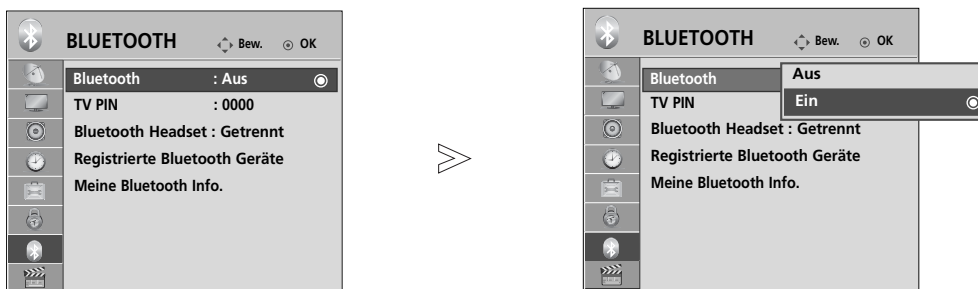 BLUETOOTH Bew. OK
Bluetooth : Aus
TV PIN : 0000
Bluetooth Headset : Getrennt
Registrierte Bluetooth Geräte
Meine Bluetooth Info.
BLUETOOTH Bew. OK
Bluetooth Aus
TV PIN Ein
Bluetooth Headset : Getrennt
Registrierte Bluetooth Geräte
Meine Bluetooth Info.